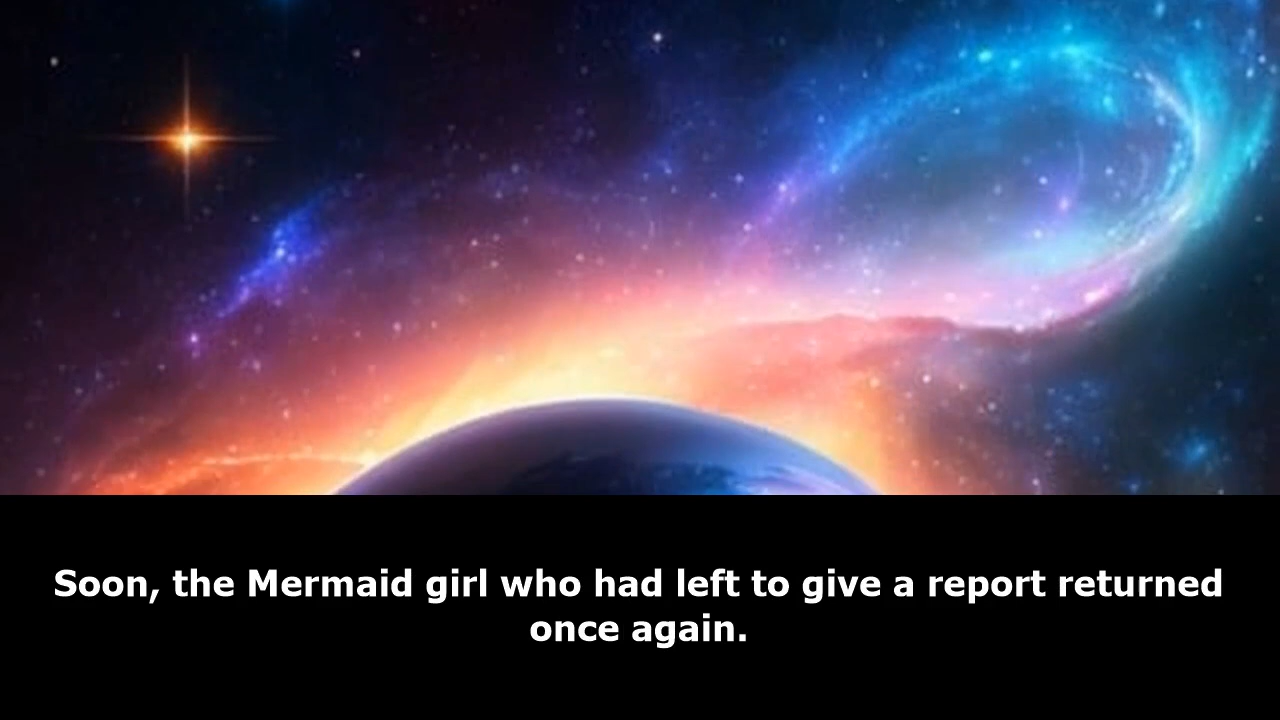 Soon, the Mermaid girl who had left to give a report returned
once again.